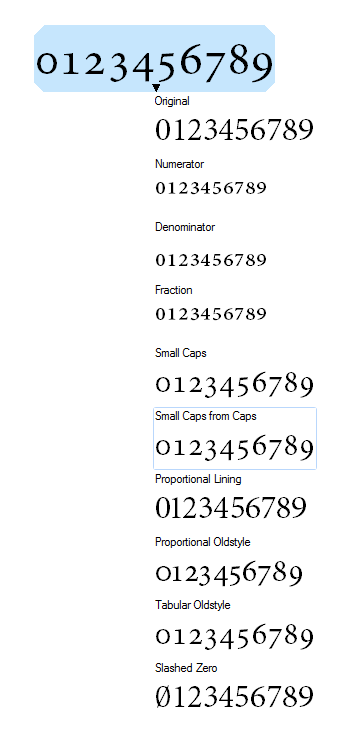 0123456789
Original
0123456789
Numerator
0123456789
Denominator
0123456789
Fraction
0123456789
Small Caps
0123456789
Small Caps from Caps
0123456789
Proportional Lining
0123456789
Proportional Oldstyle
0123456789
Tabular Oldstyle
0123456789
Slashed Zero
0123456789